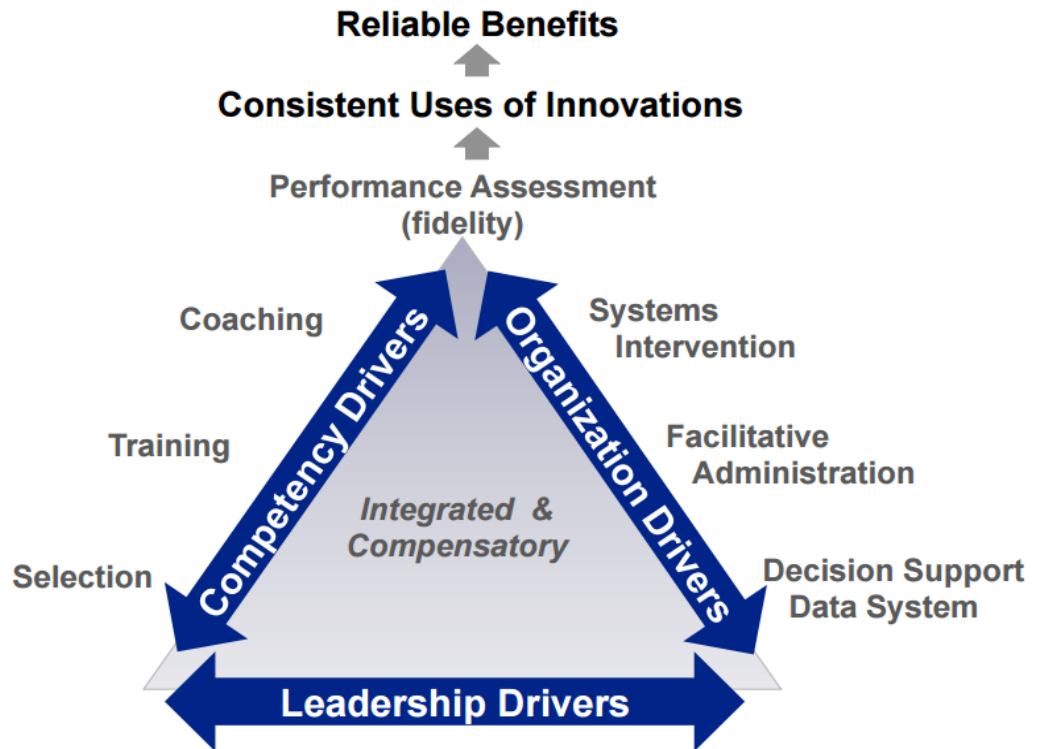 Reliable Benefits
Consistent Uses of Innovations
Performance Assessment
(fidelity)
Coaching
Training
Selection
Competency Drivers
Integrated &
Compensatory
Organization Drivers
Systems
Intervention
Facilitative
Administration
Decision Support
Data System
Leadership Drivers